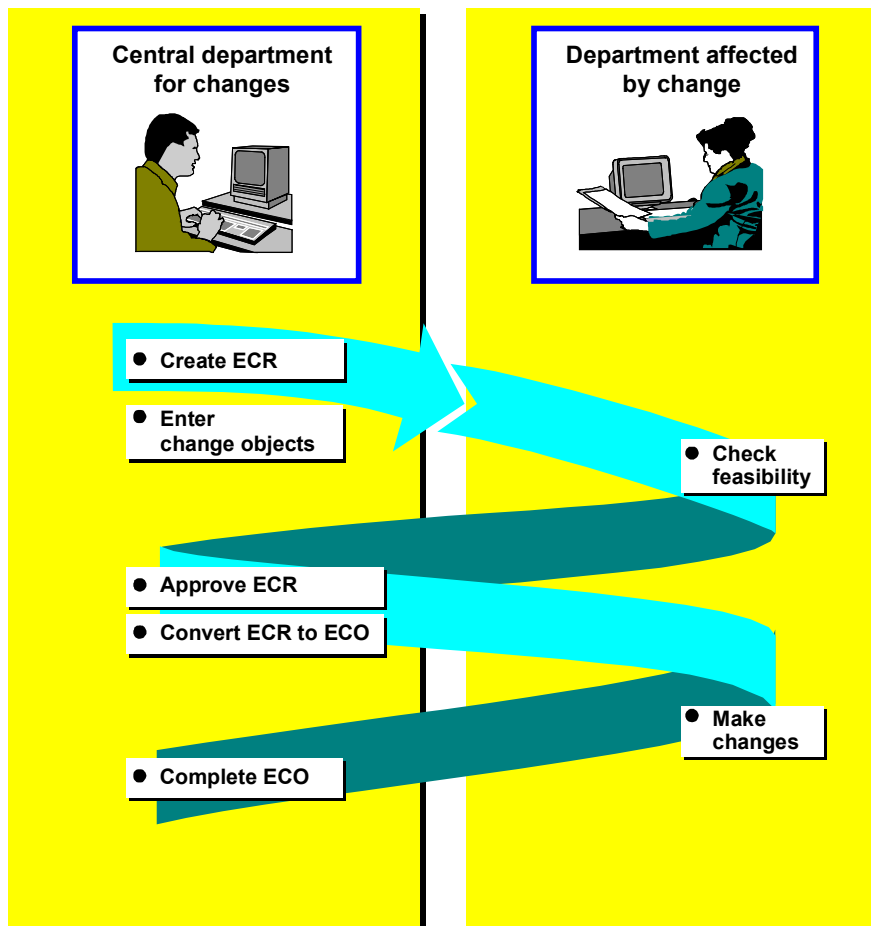 Central department
for changes
Department affected
by change
● Create ECR
● Enter
change objects
● Check
feasibility
● Approve ECR
● Convert ECR to ECO
● Make
changes
● Complete ECO